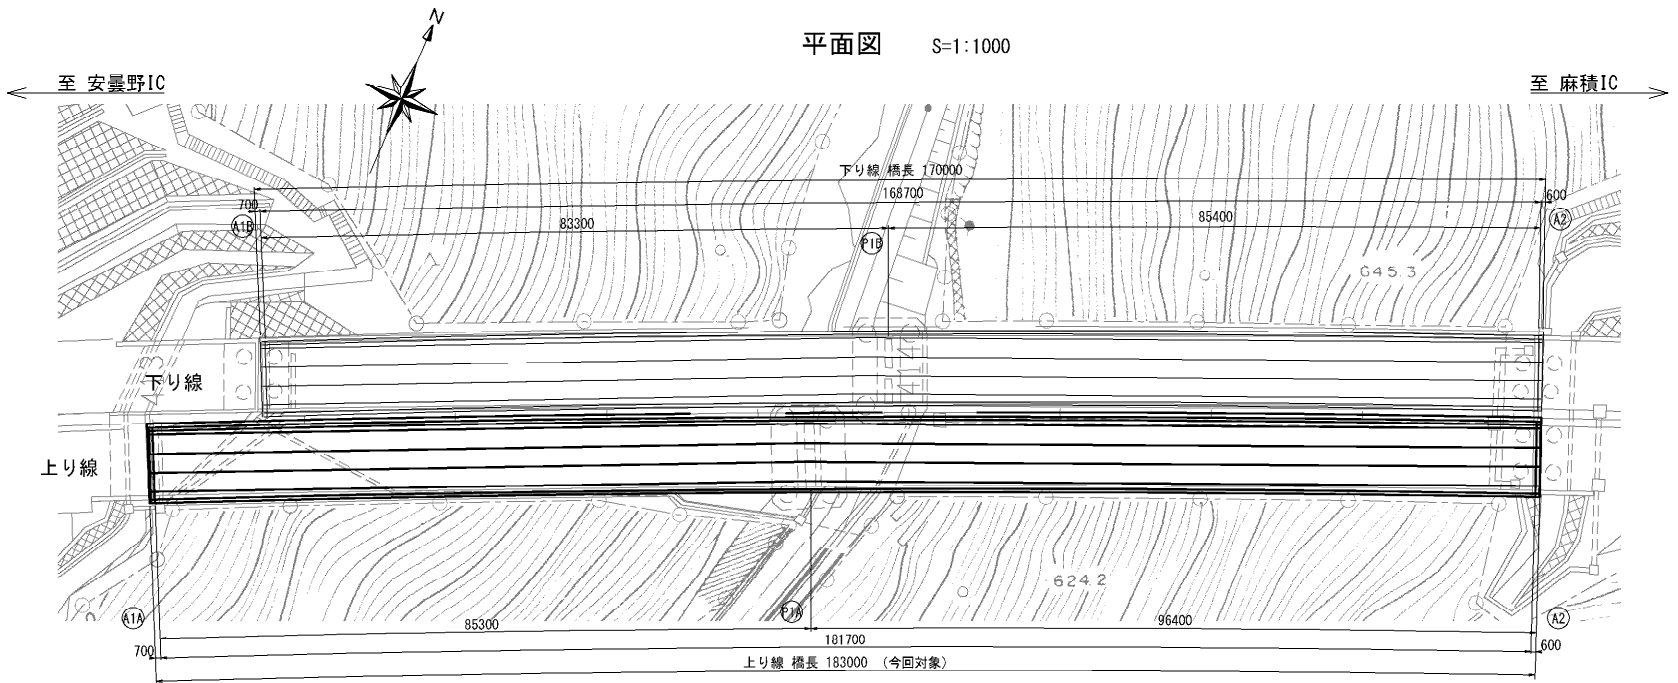 N
平面図 S=1:1000
至 安曇野IC
至 麻積IC
下り線 橋長 170000
168700
700
600
83300
85400
A1B
P1B
A2
645.3
下り線
414
上り線
624.2
A1A
P1A
A2
85300
96400
181700
700
600
上り線 橋長 183000 （今回対象）